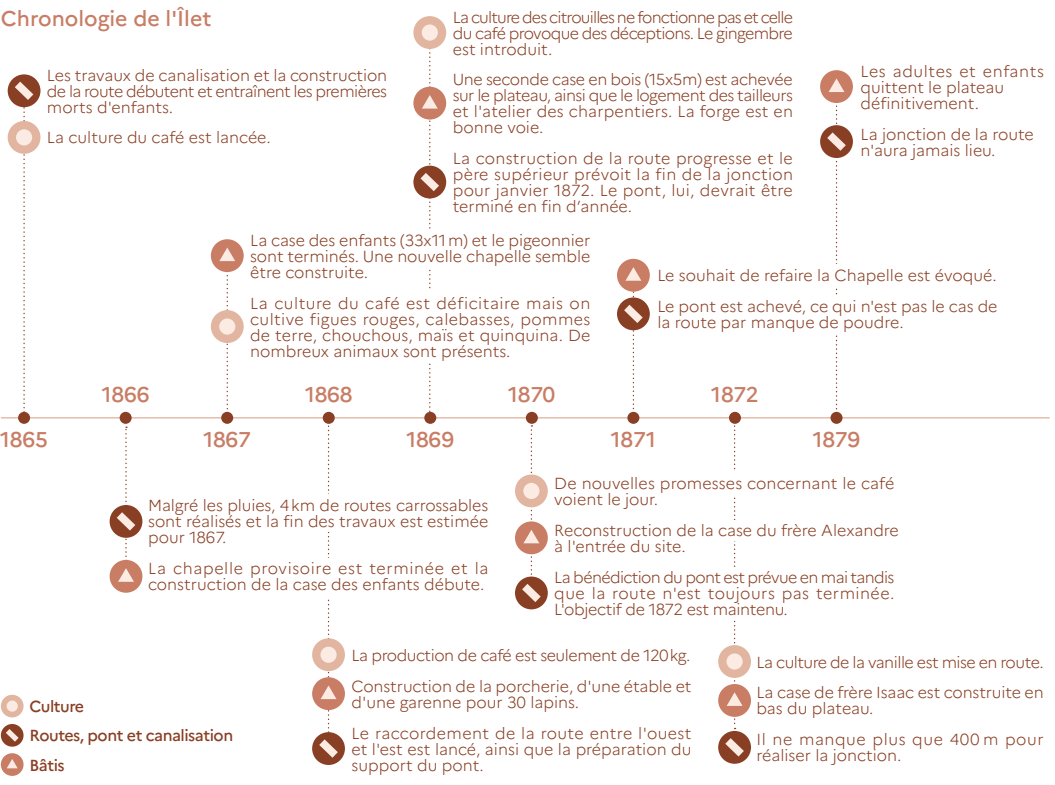 Chronologie de l'Îlet
Les travaux de canalisation et la construction
de la route débutent et entraînent les premières
morts d'enfants.
La culture du café est lancée.
La culture des citrouilles ne fonctionne pas et celle
du café provoque des déceptions. Le gingembre
est introduit.
Une seconde case en bois (15x5m) est achevée
sur le plateau, ainsi que le logement des tailleurs
et l'atelier des charpentiers. La forge est en
bonne voie.
La construction de la route progresse et le
père supérieur prévoit la fin de la jonction
pour janvier 1872. Le pont, lui, devrait être
terminé en fin d’année.
Les adultes et enfants
quittent le plateau
définitivement.
La jonction de la route
n'aura jamais lieu.
La case des enfants (33x11 m) et le pigeonnier
sont terminés. Une nouvelle chapelle semble
être construite.
La culture du café est déficitaire mais on
cultive figues rouges, calebasses, pommes
de terre, chouchous, maïs et quinquina. De
nombreux animaux sont présents.
Le souhait de refaire la Chapelle est évoqué.
Le pont est achevé, ce qui n'est pas le cas de
la route par manque de poudre.
1866
1868
1870
1872
1865
1867
1869
1871
1879
Malgré les pluies, 4 km de routes carrossables
sont réalisés et la fin des travaux est estimée
pour 1867.
La chapelle provisoire est terminée et la
construction de la case des enfants débute.
De nouvelles promesses concernant le café
voient le jour.
Reconstruction de la case du frère Alexandre
à l'entrée du site.
La bénédiction du pont est prévue en mai tandis
que la route n'est toujours pas terminée.
L'objectif de 1872 est maintenu.
La production de café est seulement de 120 kg.
Construction de la porcherie, d'une étable et
d'une garenne pour 30 lapins.
Le raccordement de la route entre l'ouest
et l'est est lancé, ainsi que la préparation du
support du pont.
La culture de la vanille est mise en route.
La case de frère Isaac est construite en
bas du plateau.
Il ne manque plus que 400 m pour
réaliser la jonction.
Culture
Routes, pont et canalisation
Bâtis